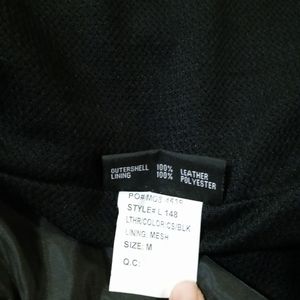 OUTERSHELL 100% LEATHER
LINING 100% POLYESTER
STYLE# L 148
LTHR/COLOR:CS/BLK
LINING: MESH
SIZE: M
Q.C: